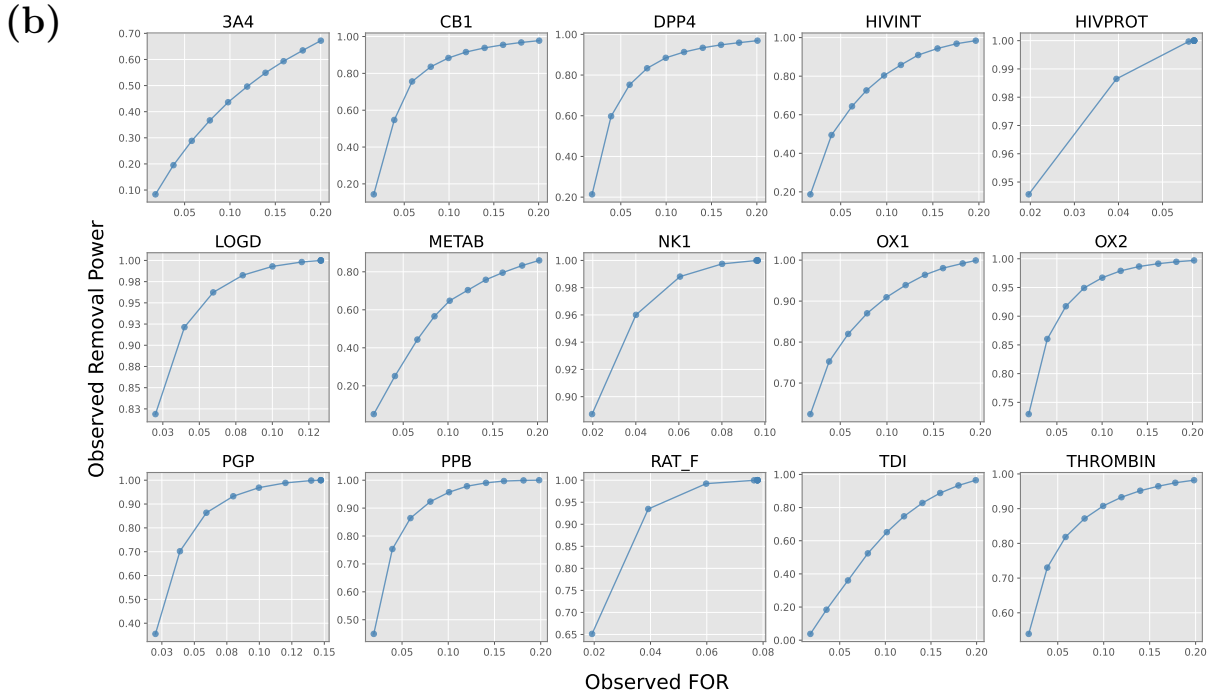 (b)
3A4 CB1 DPP4 HIVINT HIVPROT
0.70 0.60 0.50 0.40 0.30 0.20 0.10
0.05 0.10 0.15 0.20
1.00 0.80 0.60 0.40 0.20
0.05 0.10 0.15 0.20
1.00 0.80 0.60 0.40 0.20
0.05 0.10 0.15 0.20
1.00 0.80 0.60 0.40 0.20
0.05 0.10 0.15 0.20
1.00 0.99 0.98 0.97 0.96 0.95
0.02 0.03 0.04 0.05
Observed Removal Power
LOGD METAB NK1 OX1 OX2
1.00 0.98 0.95 0.93 0.90 0.88 0.85 0.83
0.03 0.05 0.08 0.10 0.12
0.80 0.60 0.40 0.20
0.05 0.10 0.15 0.20
1.00 0.98 0.96 0.94 0.92 0.90
0.02 0.04 0.06 0.08 0.10
1.00 0.90 0.80 0.70
0.05 0.10 0.15 0.20
1.00 0.95 0.90 0.85 0.80 0.75
0.05 0.10 0.15 0.20
PGP PPB RAT_F TDI THROMBIN
1.00 0.90 0.80 0.70 0.60 0.50 0.40
0.03 0.05 0.08 0.10 0.12 0.15
1.00 0.90 0.80 0.70 0.60 0.50
0.05 0.10 0.15 0.20
1.00 0.95 0.90 0.85 0.80 0.75 0.70 0.65
0.02 0.04 0.06 0.08
1.00 0.80 0.60 0.40 0.20 0.00
0.05 0.10 0.15 0.20
1.00 0.90 0.80 0.70 0.60
0.05 0.10 0.15 0.20
Observed FOR